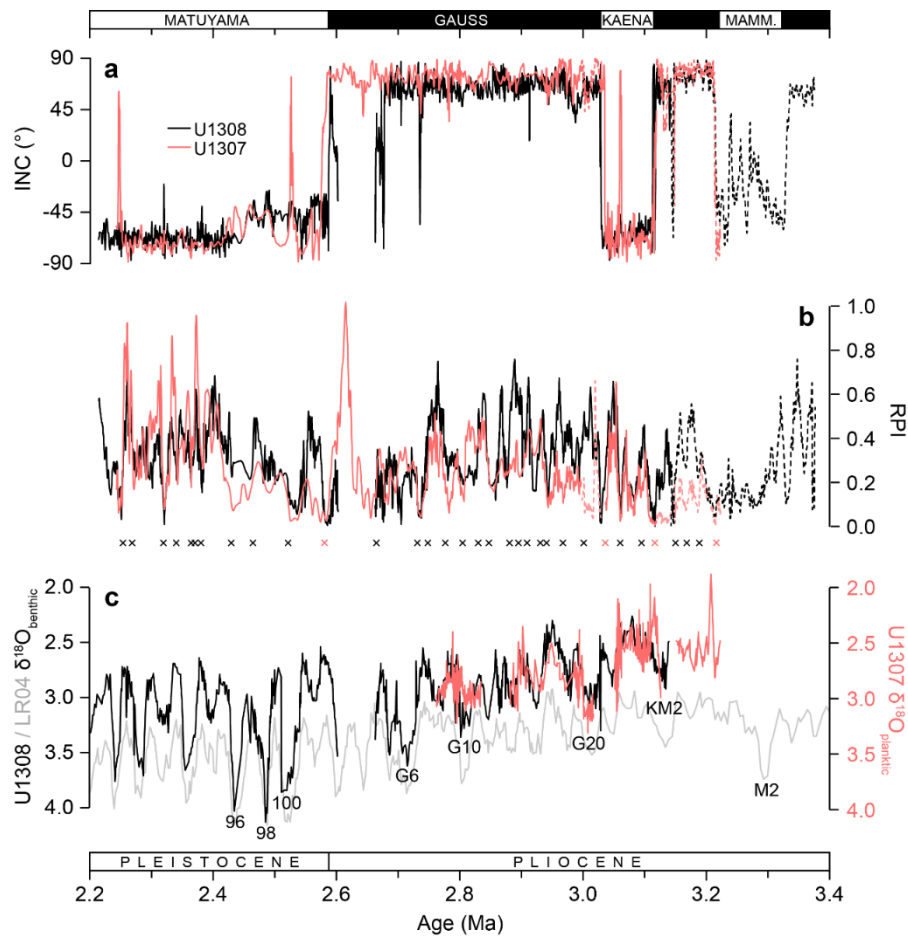 MATUYAMA GAUSS KAENA MAMM.
a
90
45
0
-45
-90
INC (°)
U1308
U1307
b
1.0
0.8
0.6
0.4
0.2
0.0
RPI
c
2.0
2.5
3.0
3.5
4.0
U1308 / LR04 δ18Obenthic
2.0
2.5
3.0
3.5
4.0
U1307 δ18Oplanktic
96
98
100
G6
G10
G20
KM2
M2
PLEISTOCENE PLIOCENE
2.2 2.4 2.6 2.8 3.0 3.2 3.4
Age (Ma)